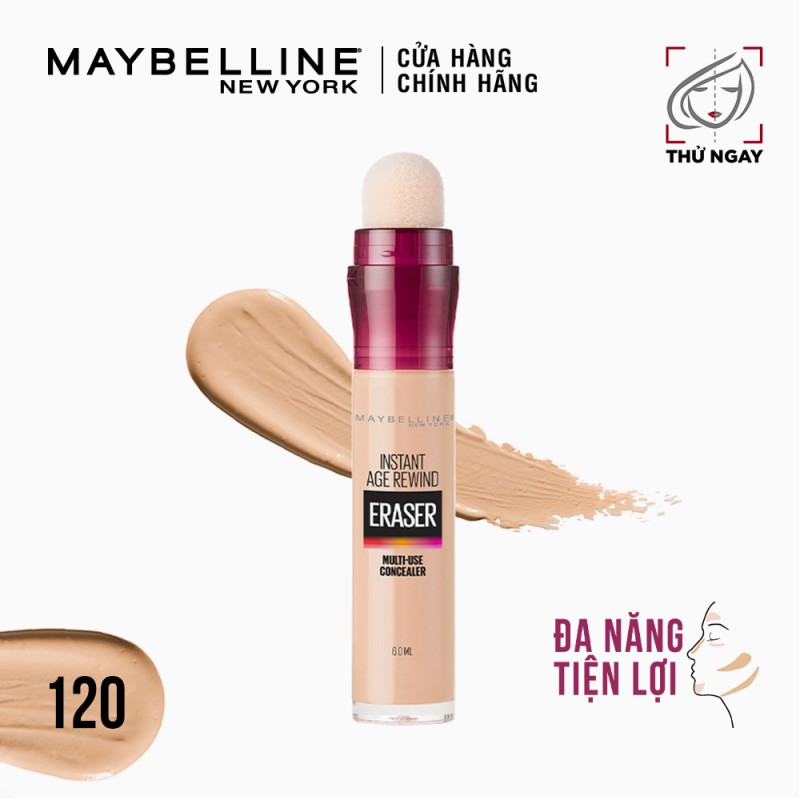 MAYBELLINE
NEW YORK
CỬA HÀNG
CHÍNH HÃNG
THỬ NGAY
MAYBELLINE
NEW YORK
INSTANT
AGE REWIND
ERASER
MULTI-USE
CONCEALER
6.0 ML
ĐA NĂNG
TIỆN LỢI
120